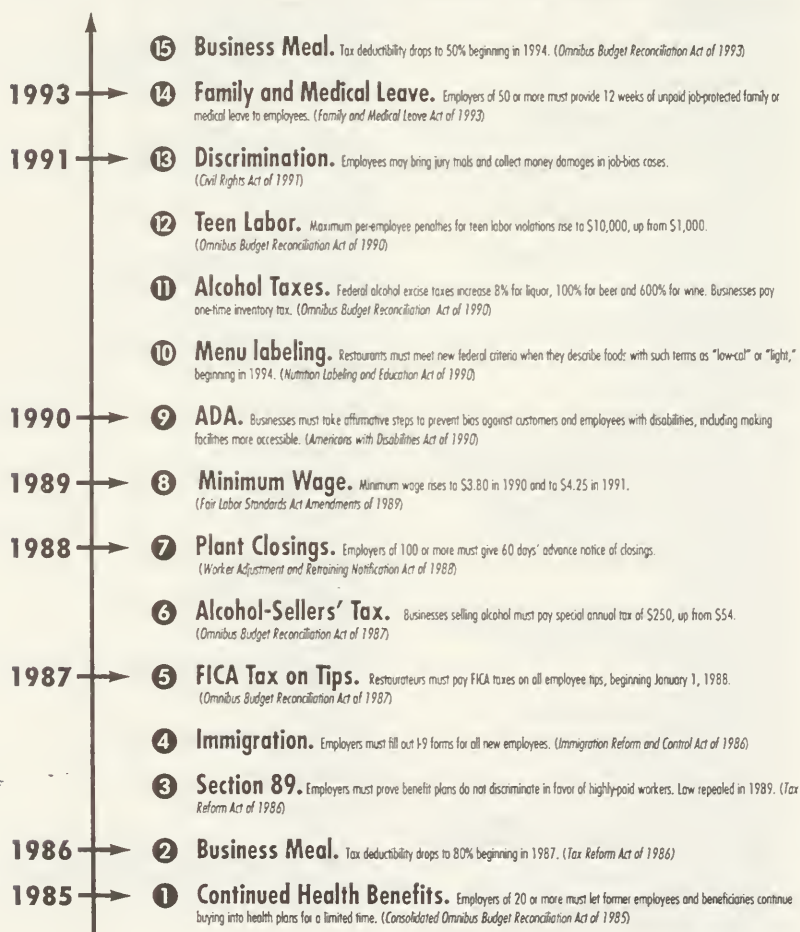 15 Business Meal. Tax deductibility drops to 50% beginning in 1994. (Omnibus Budget Reconciliation Act of 1993)
1993 14 Family and Medical Leave. Employers of 50 or more must provide 12 weeks of unpaid job-protected family or
medical leave to employees. (Family and Medical Leave Act of 1993)
1991 13 Discrimination. Employees may bring jury trials and collect money damages in job-bias cases.
(Civil Rights Act of 1991)
12 Teen Labor. Maximum per-employee penalties for teen labor violations rise to $10,000, up from $1,000.
(Omnibus Budget Reconciliation Act of 1990)
11 Alcohol Taxes. Federal alcohol excise taxes increase 8% for liquor, 100% for beer and 600% for wine. Businesses pay
one-time inventory tax. (Omnibus Budget Reconciliation Act of 1990)
10 Menu labeling. Restaurants must meet new federal criteria when they describe foods with such terms as "low-cal" or "light,"
beginning in 1994. (Nutrition Labeling and Education Act of 1990)
1990 9 ADA. Businesses must take affirmative steps to prevent bias against customers and employees with disabilities, including making
facilities more accessible. (Americans with Disabilities Act of 1990)
1989 8 Minimum Wage. Minimum wage rises to $3.80 in 1990 and to $4.25 in 1991.
(Fair Labor Standards Act Amendments of 1989)
1988 7 Plant Closings. Employers of 100 or more must give 60 days' advance notice of closings.
(Worker Adjustment and Retraining Notification Act of 1988)
6 Alcohol-Sellers' Tax. Businesses selling alcohol must pay special annual tax of $250, up from $54.
(Omnibus Budget Reconciliation Act of 1987)
1987 5 FICA Tax on Tips. Restaurateurs must pay FICA taxes on all employee tips, beginning January 1, 1988.
(Omnibus Budget Reconciliation Act of 1987)
4 Immigration. Employers must fill out I-9 forms for all new employees. (Immigration Reform and Control Act of 1986)
3 Section 89. Employers must prove benefit plans do not discriminate in favor of highly-paid workers. Law repealed in 1989. (Tax
Reform Act of 1986)
1986 2 Business Meal. Tax deductibility drops to 80% beginning in 1987. (Tax Reform Act of 1986)
1985 1 Continued Health Benefits. Employers of 20 or more must let former employees and beneficiaries continue
buying into health plans for a limited time. (Consolidated Omnibus Budget Reconciliation Act of 1985)